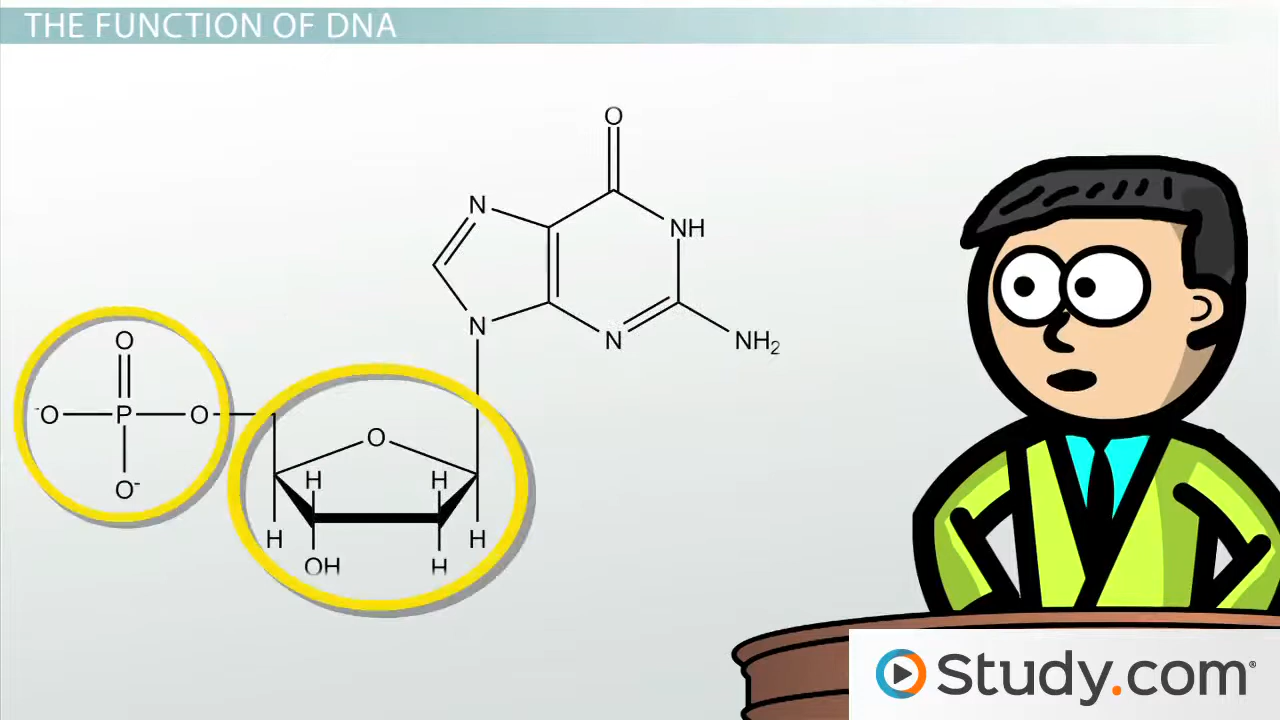 THE FUNCTION OF DNA
O
N
NH
N
N
NH₂
O
⁻O
P
O
O⁻
O
H
H
H
H
OH
H
Study.com®